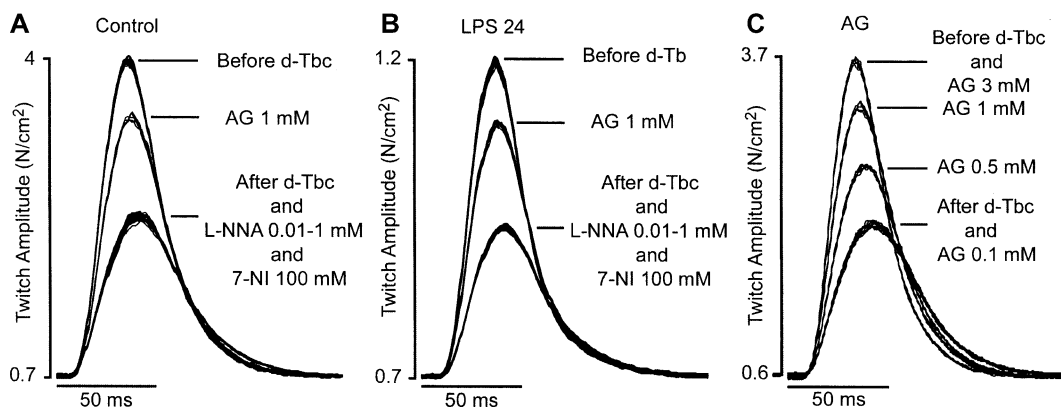 A
Control
4
Twitch Amplitude (N/cm2)
0.7
Before d-Tbc
AG 1 mM
After d-Tbc
and
L-NNA 0.01-1 mM
and
7-NI 100 mM
50 ms
B
LPS 24
1.2
Twitch Amplitude (N/cm2)
0.7
Before d-Tb
AG 1 mM
After d-Tbc
and
L-NNA 0.01-1 mM
and
7-NI 100 mM
50 ms
C
AG
3.7
Twitch Amplitude (N/cm2)
0.6
Before d-Tbc
and
AG 3 mM
AG 1 mM
AG 0.5 mM
After d-Tbc
and
AG 0.1 mM
50 ms